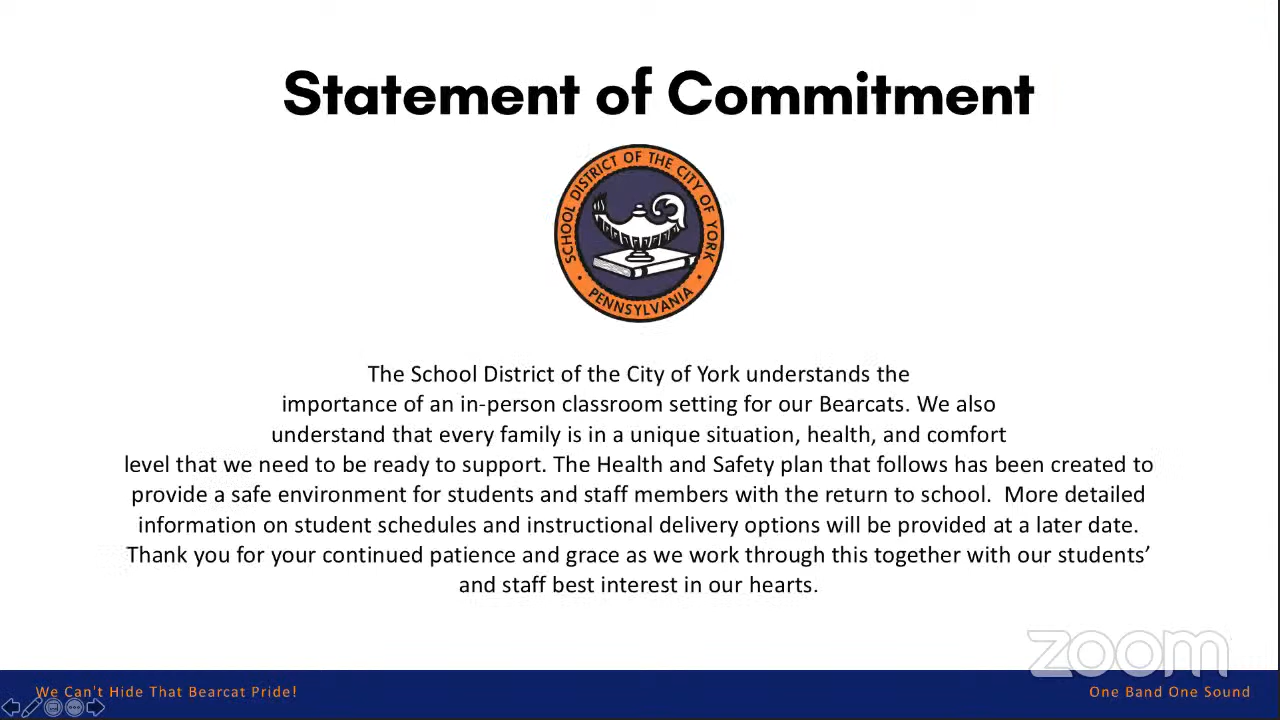 Statement of Commitment
SCHOOL DISTRICT OF THE CITY OF YORK
• PENNSYLVANIA •
The School District of the City of York understands the
importance of an in-person classroom setting for our Bearcats. We also
understand that every family is in a unique situation, health, and comfort
level that we need to be ready to support. The Health and Safety plan that follows has been created to
provide a safe environment for students and staff members with the return to school.  More detailed
information on student schedules and instructional delivery options will be provided at a later date.
Thank you for your continued patience and grace as we work through this together with our students’
and staff best interest in our hearts.
zoom
We Can't Hide That Bearcat Pride!
One Band One Sound